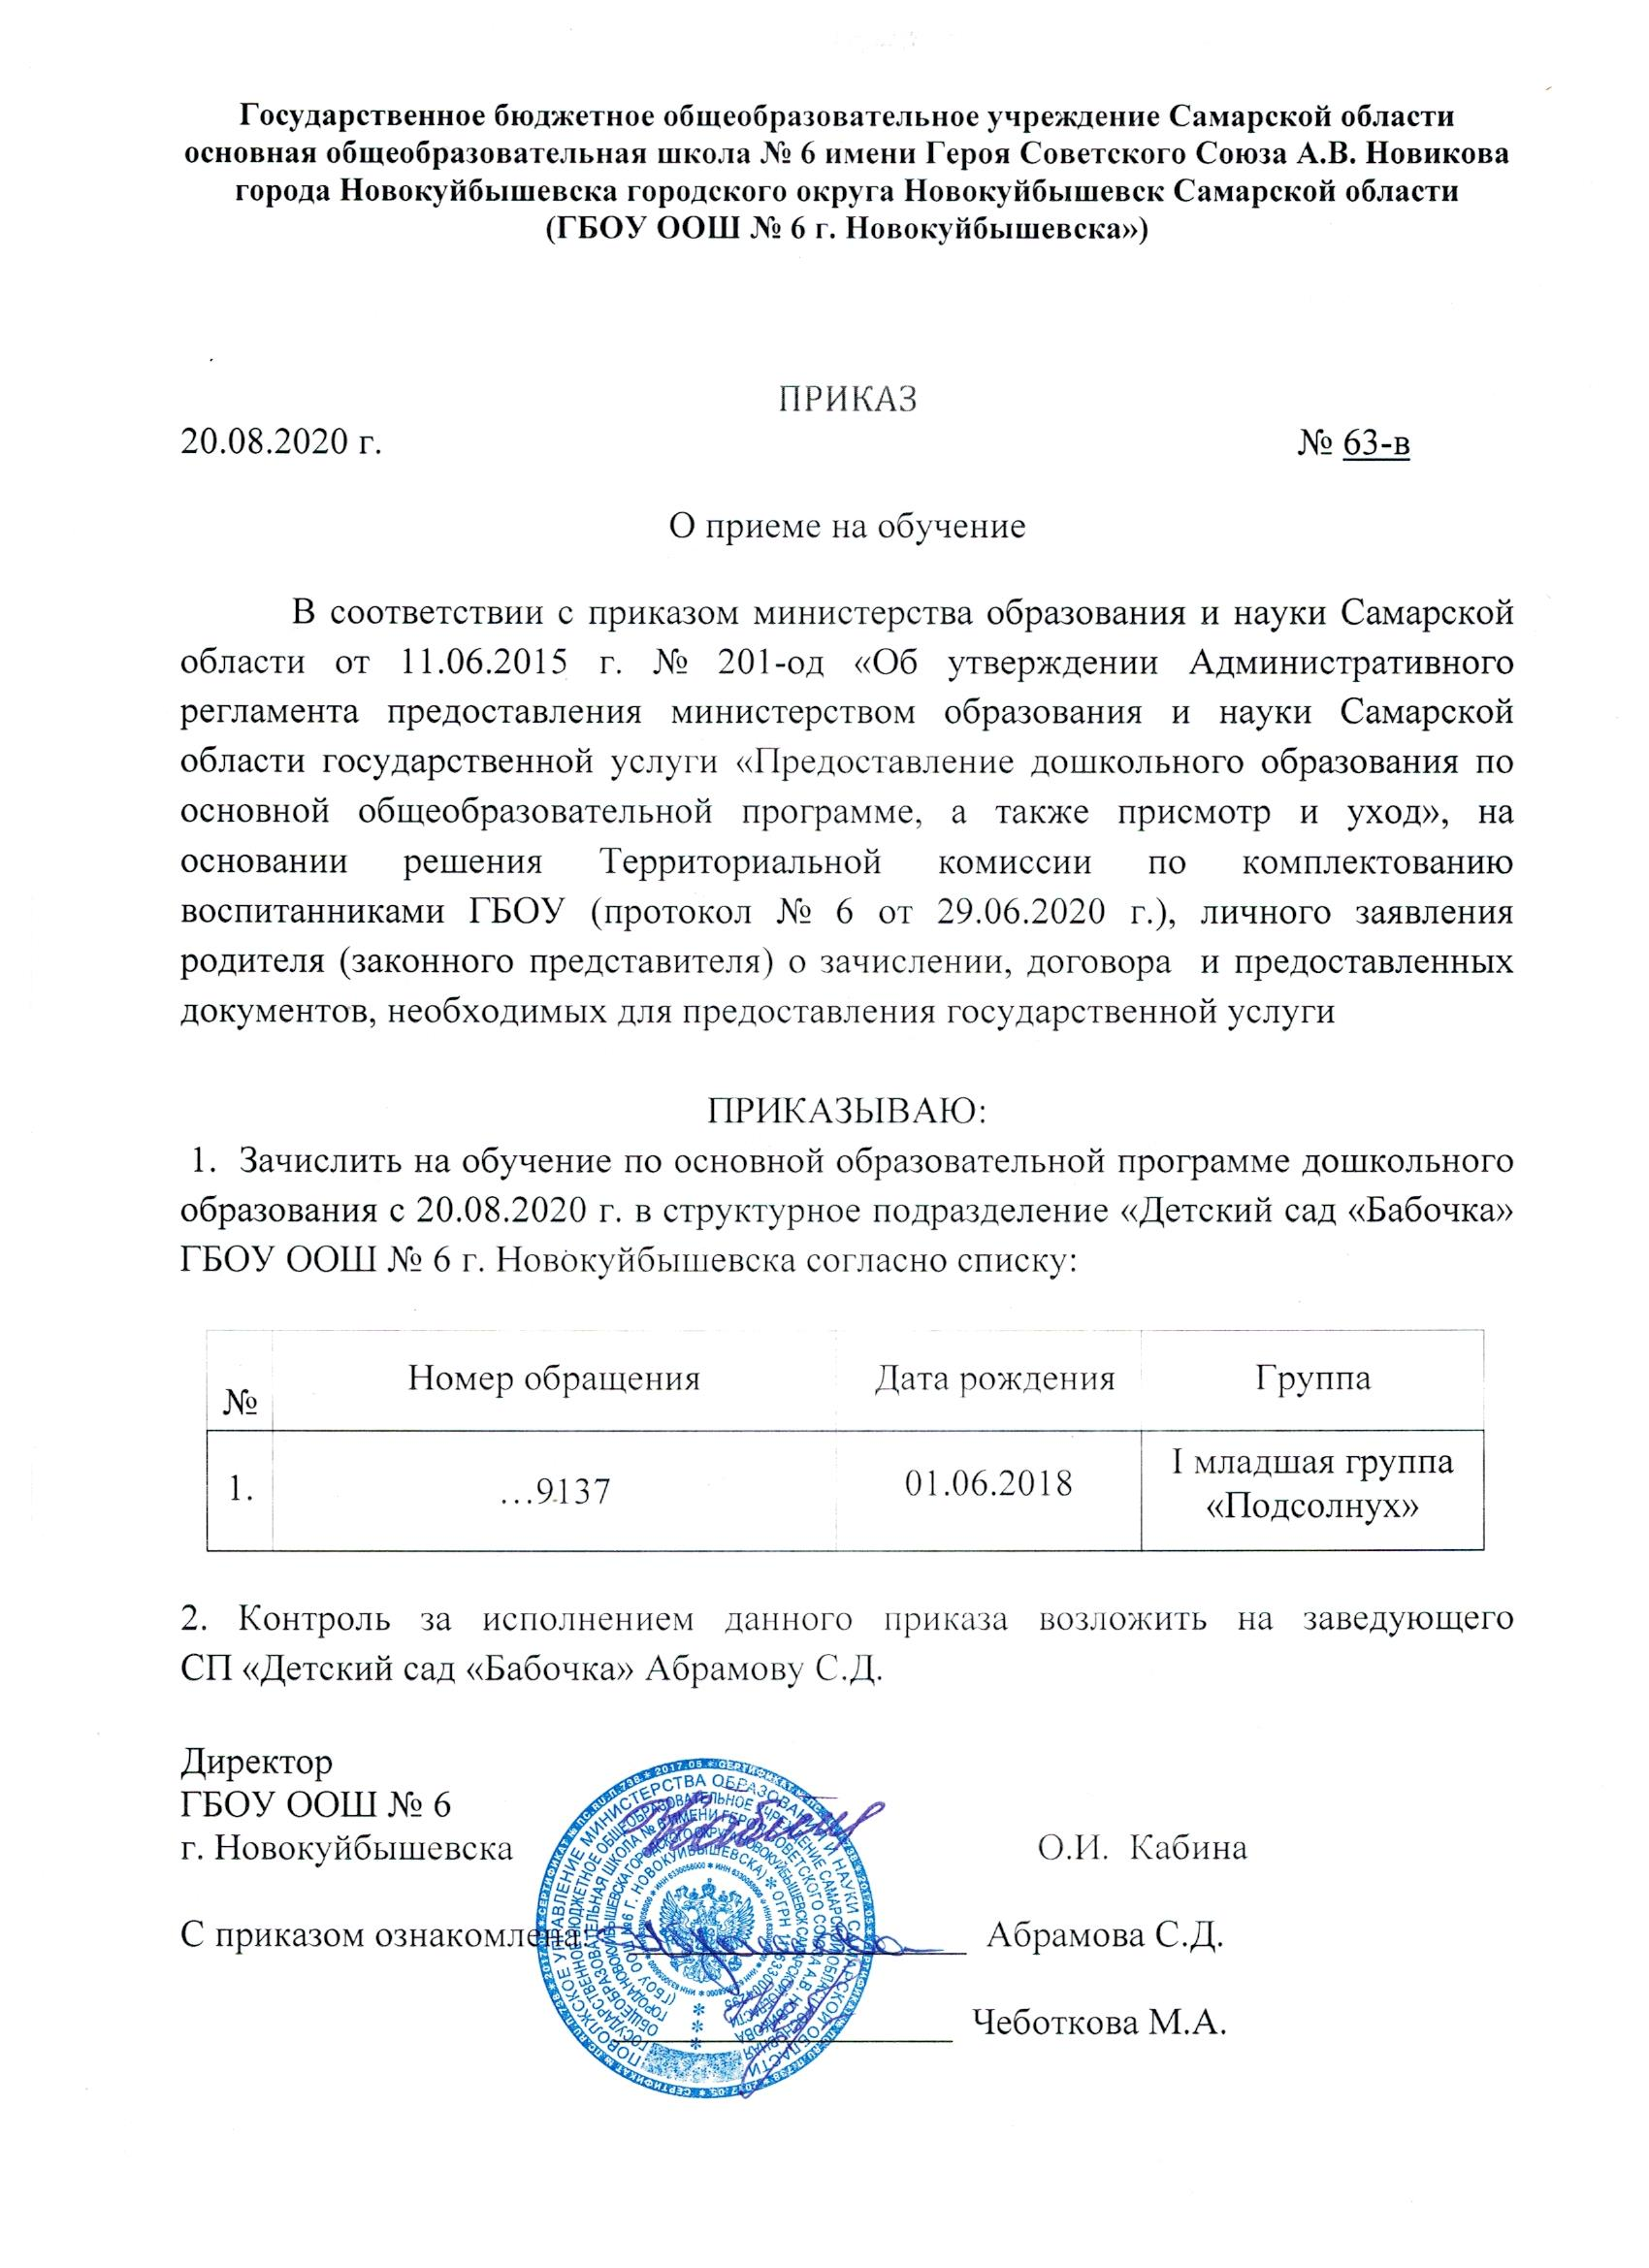 Государственное бюджетное общеобразовательное учреждение Самарской области
основная общеобразовательная школа № 6 имени Героя Советского Союза А.В. Новикова
города Новокуйбышевска городского округа Новокуйбышевск Самарской области
(ГБОУ ООШ № 6 г. Новокуйбышевска»)
ПРИКАЗ
20.08.2020 г. № 63-в
О приеме на обучение
В соответствии с приказом министерства образования и науки Самарской
области от 11.06.2015 г. № 201-од «Об утверждении Административного
регламента предоставления министерством образования и науки Самарской
области государственной услуги «Предоставление дошкольного образования по
основной общеобразовательной программе, а также присмотр и уход», на
основании решения Территориальной комиссии по комплектованию
воспитанниками ГБОУ (протокол № 6 от 29.06.2020 г.), личного заявления
родителя (законного представителя) о зачислении, договора и предоставленных
документов, необходимых для предоставления государственной услуги
ПРИКАЗЫВАЮ:
1. Зачислить на обучение по основной образовательной программе дошкольного
образования с 20.08.2020 г. в структурное подразделение «Детский сад «Бабочка»
ГБОУ ООШ № 6 г. Новокуйбышевска согласно списку:
№ Номер обращения Дата рождения Группа
1. ...9137 01.06.2018 I младшая группа
«Подсолнух»
2. Контроль за исполнением данного приказа возложить на заведующего
СП «Детский сад «Бабочка» Абрамову С.Д.
Директор
ГБОУ ООШ № 6
г. Новокуйбышевска О.И. Кабина
С приказом ознакомлена: Абрамова С.Д.
Чеботкова М.А.